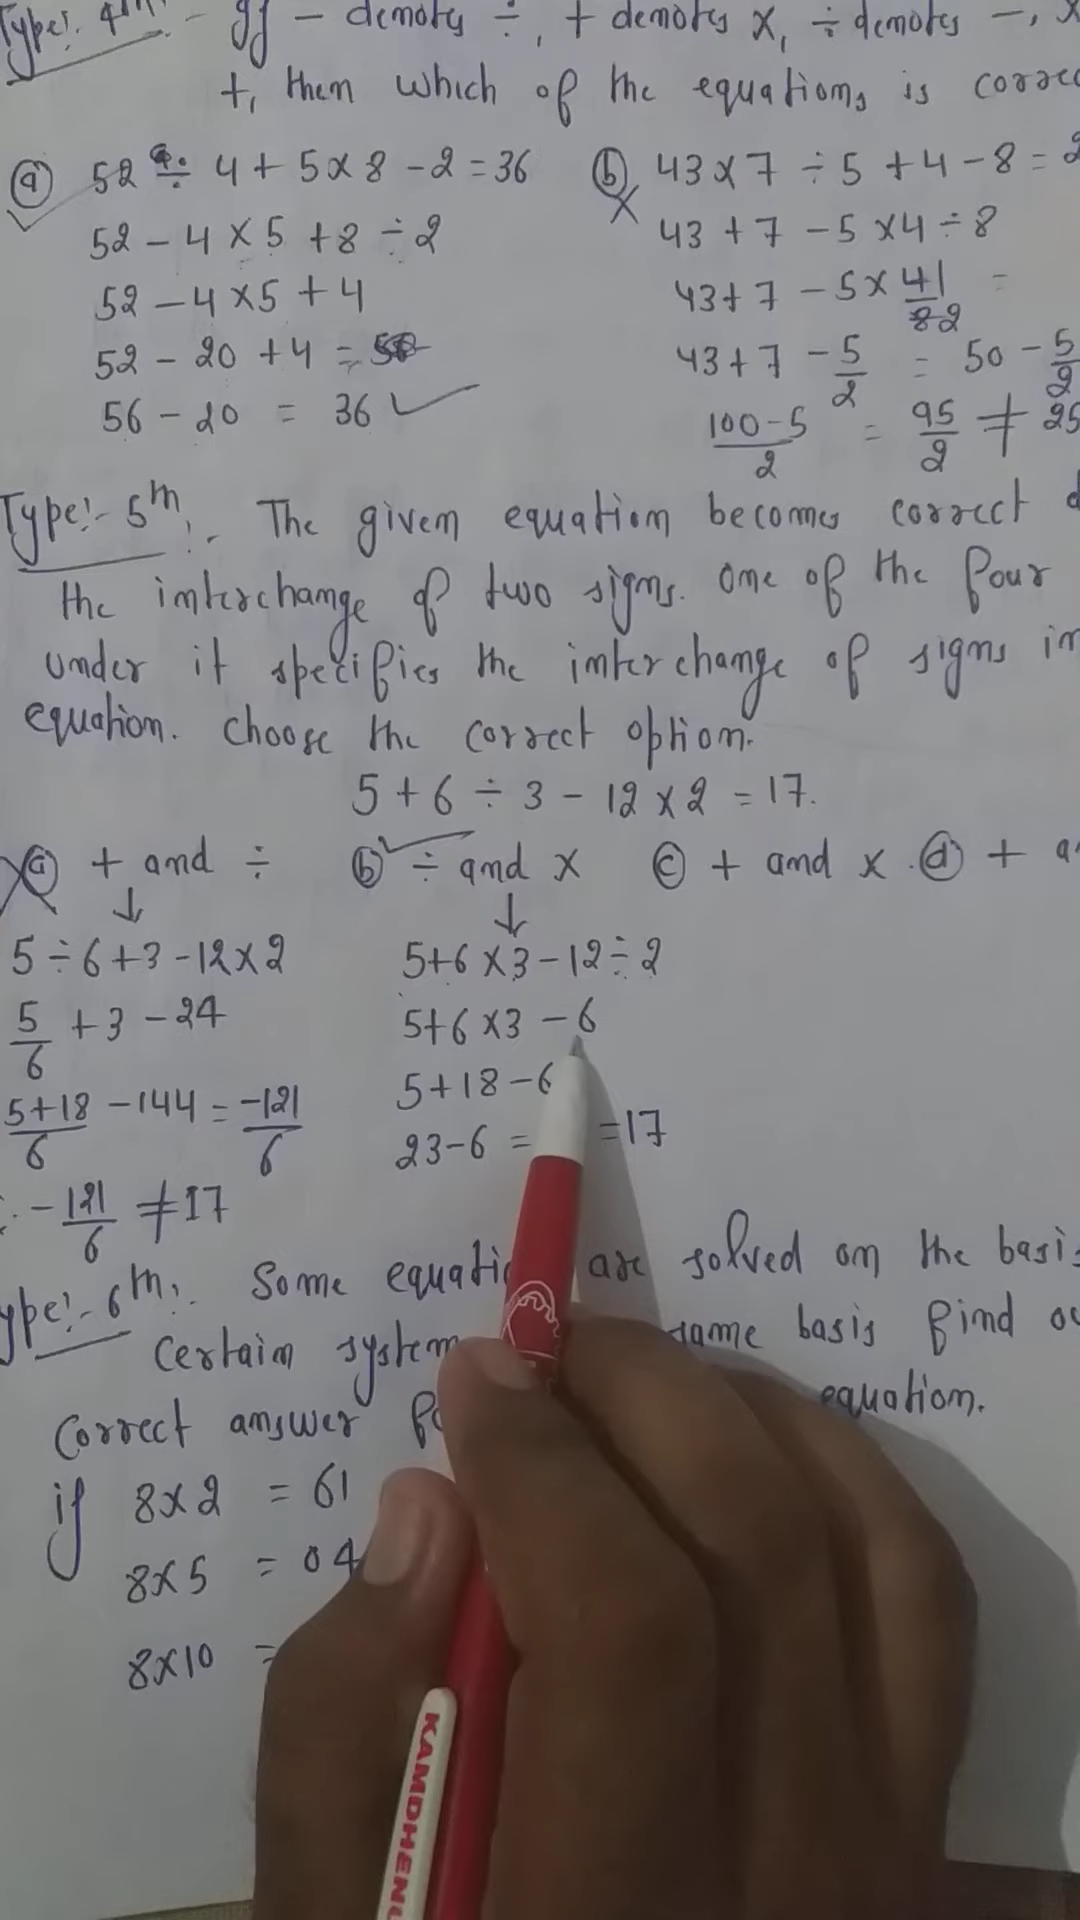 Type:- 4th:- If - denotes ÷, + denotes ×, ÷ denotes -, ×
+, then which of the equations is
(a) 52 ÷ 4 + 5 × 8 - 2 = 36
52 - 4 × 5 + 8 ÷ 2
52 - 4 × 5 + 4
52 - 20 + 4 =
56 - 20 = 36 ✓
(b) 43 × 7 ÷ 5 + 4 - 8 = 2
×
43 + 7 - 5 × 4 ÷ 8
43 + 7 - 5 × 41/82 =
43 + 7 - 5/2 = 50 - 5/2
100-5/2 = 95/2 ≠ 25
Type:- 5th:- The given equation becomes correct
the interchange of two signs. One of the four
under it specifies the interchange of signs in
equation. Choose the correct option.
5 + 6 ÷ 3 - 12 × 2 = 17.
(a) + and ÷ (b) ÷ and × (c) + and × . (d) +
↓ ↓
5 ÷ 6 + 3 - 12 × 2
5/6 + 3 - 24
5+18-144/6 = -121/6
∴ -121/6 ≠ 17
5 + 6 × 3 - 12 ÷ 2
5 + 6 × 3 - 6
5 + 18 - 6
23 - 6 = = 17
Type:- 6th:- Some are solved on the basis
certain system same basis find
correct answer equation.
if 8 × 2 = 61
8 × 5 = 04
8 × 10 =
KAMDHENU